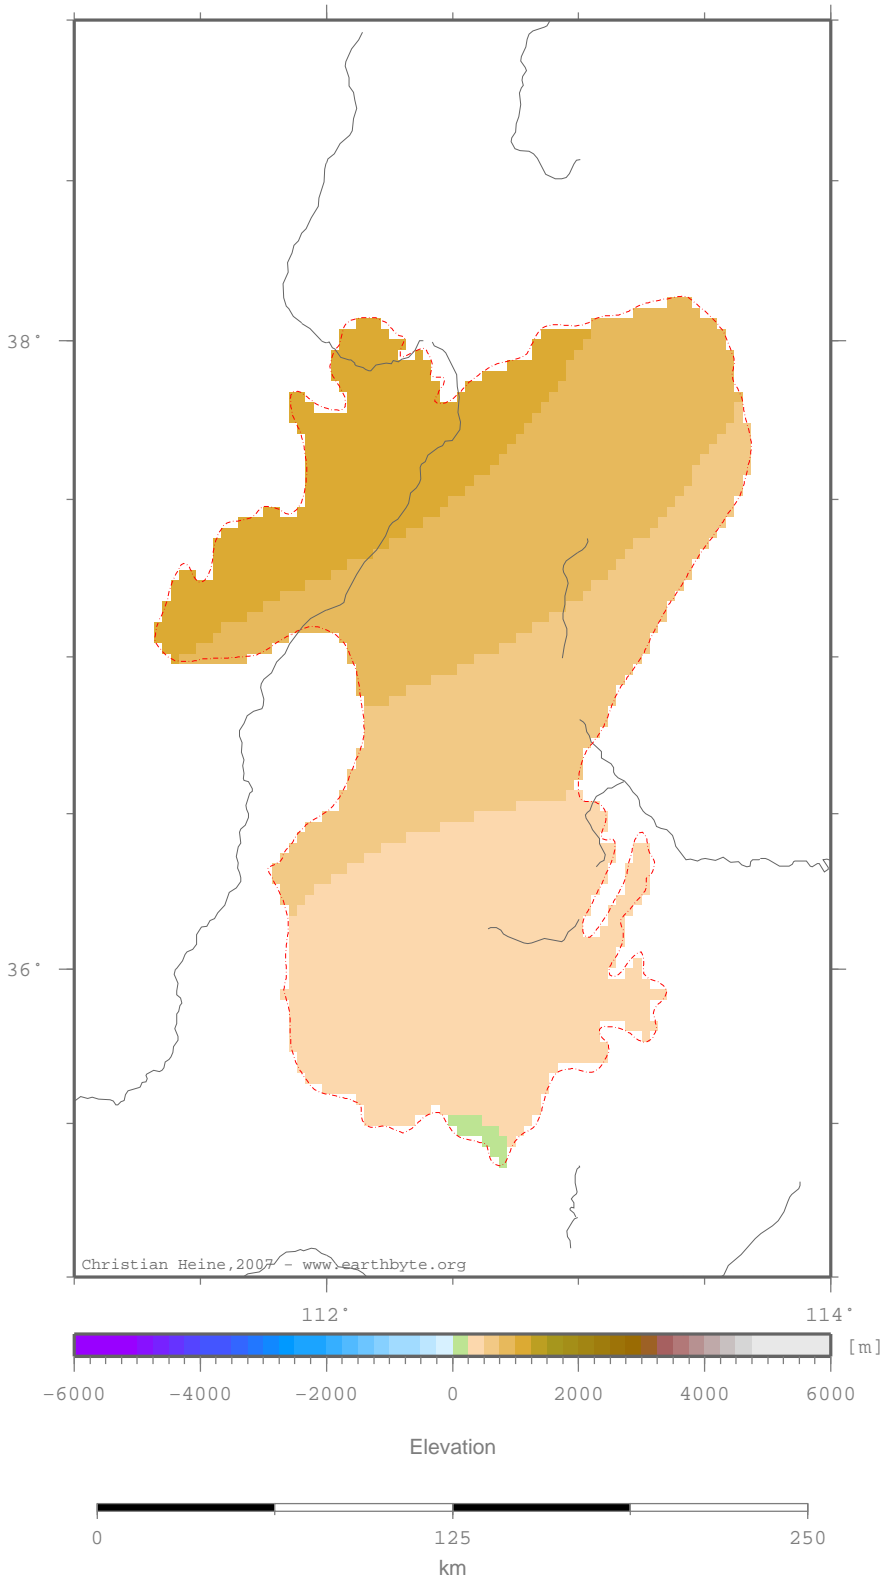 38°
36°
Christian Heine,2007 - www.earthbyte.org
112° 114°
[m]
-6000 -4000 -2000 0 2000 4000 6000
Elevation
0 125 250
km